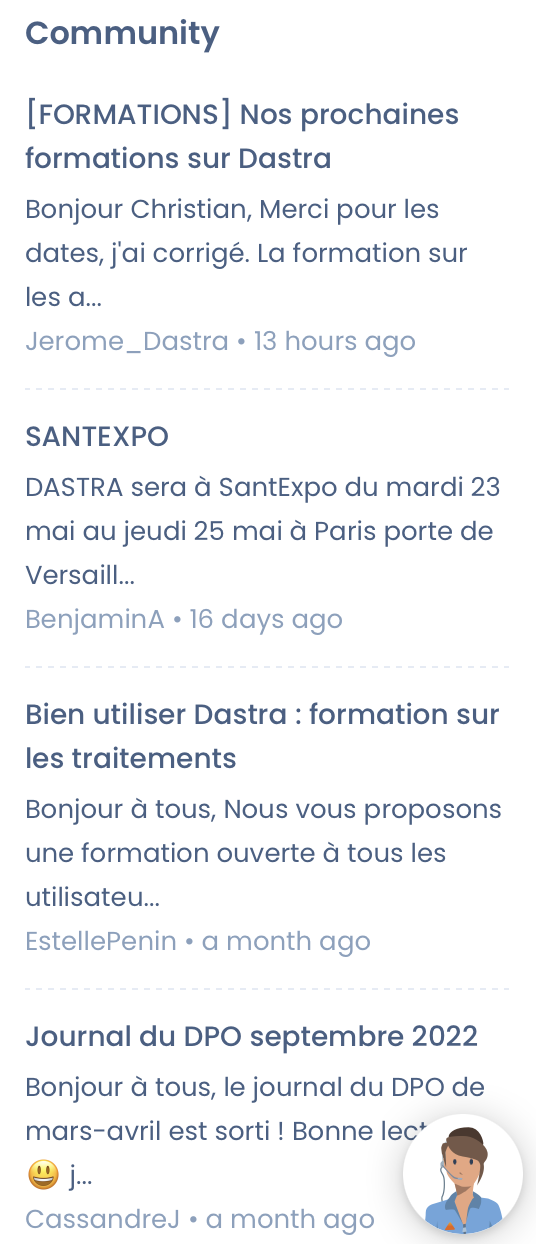 Community
[FORMATIONS] Nos prochaines
formations sur Dastra
Bonjour Christian, Merci pour les
dates, j'ai corrigé. La formation sur
les a...
Jerome_Dastra • 13 hours ago
SANTEXPO
DASTRA sera à SantExpo du mardi 23
mai au jeudi 25 mai à Paris porte de
Versaill...
BenjaminA • 16 days ago
Bien utiliser Dastra : formation sur
les traitements
Bonjour à tous, Nous vous proposons
une formation ouverte à tous les
utilisateu...
EstellePenin • a month ago
Journal du DPO septembre 2022
Bonjour à tous, le journal du DPO de
mars-avril est sorti ! Bonne
😃 j...
CassandreJ • a month ago